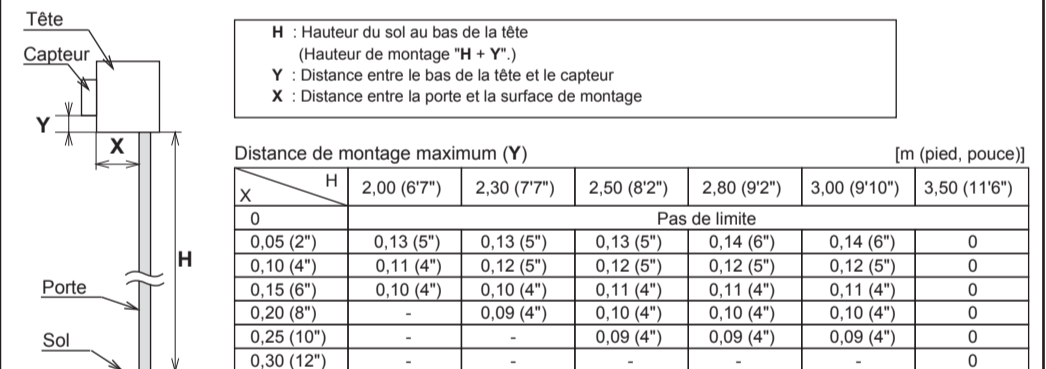 Tête
Capteur
Y
X
H
Porte
Sol
H : Hauteur du sol au bas de la tête
(Hauteur de montage "H + Y".)
Y : Distance entre le bas de la tête et le capteur
X : Distance entre la porte et la surface de montage
Distance de montage maximum (Y) [m (pied, pouce)]
X H 2,00 (6'7") 2,30 (7'7") 2,50 (8'2") 2,80 (9'2") 3,00 (9'10") 3,50 (11'6")
0 Pas de limite
0,05 (2") 0,13 (5") 0,13 (5") 0,13 (5") 0,14 (6") 0,14 (6") 0
0,10 (4") 0,11 (4") 0,12 (5") 0,12 (5") 0,12 (5") 0,12 (5") 0
0,15 (6") 0,10 (4") 0,10 (4") 0,11 (4") 0,11 (4") 0,11 (4") 0
0,20 (8") - 0,09 (4") 0,10 (4") 0,10 (4") 0,10 (4") 0
0,25 (10") - - 0,09 (4") 0,09 (4") 0,09 (4") 0
0,30 (12") - - - - - 0